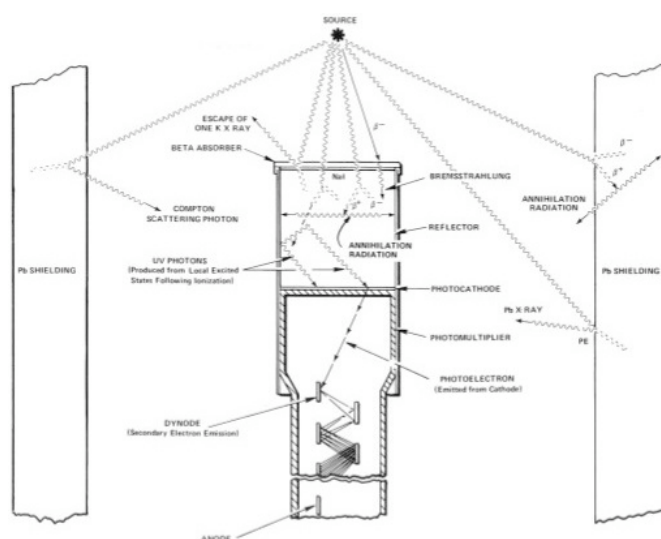 SOURCE
β−
ESCAPE OF
ONE K X RAY
BETA ABSORBER
NaI
BREMSSTRAHLUNG
β−
β+
β+
β−
COMPTON
SCATTERING PHOTON
ANNIHILATION
RADIATION
ANNIHILATION
RADIATION
REFLECTOR
UV PHOTONS
(Produced from Local Excited
States Following Ionization)
Pb SHIELDING
Pb SHIELDING
PHOTOCATHODE
Pb X RAY
PE
PHOTOMULTIPLIER
PHOTOELECTRON
(Emitted from Cathode)
DYNODE
(Secondary Electron Emission)
ANODE